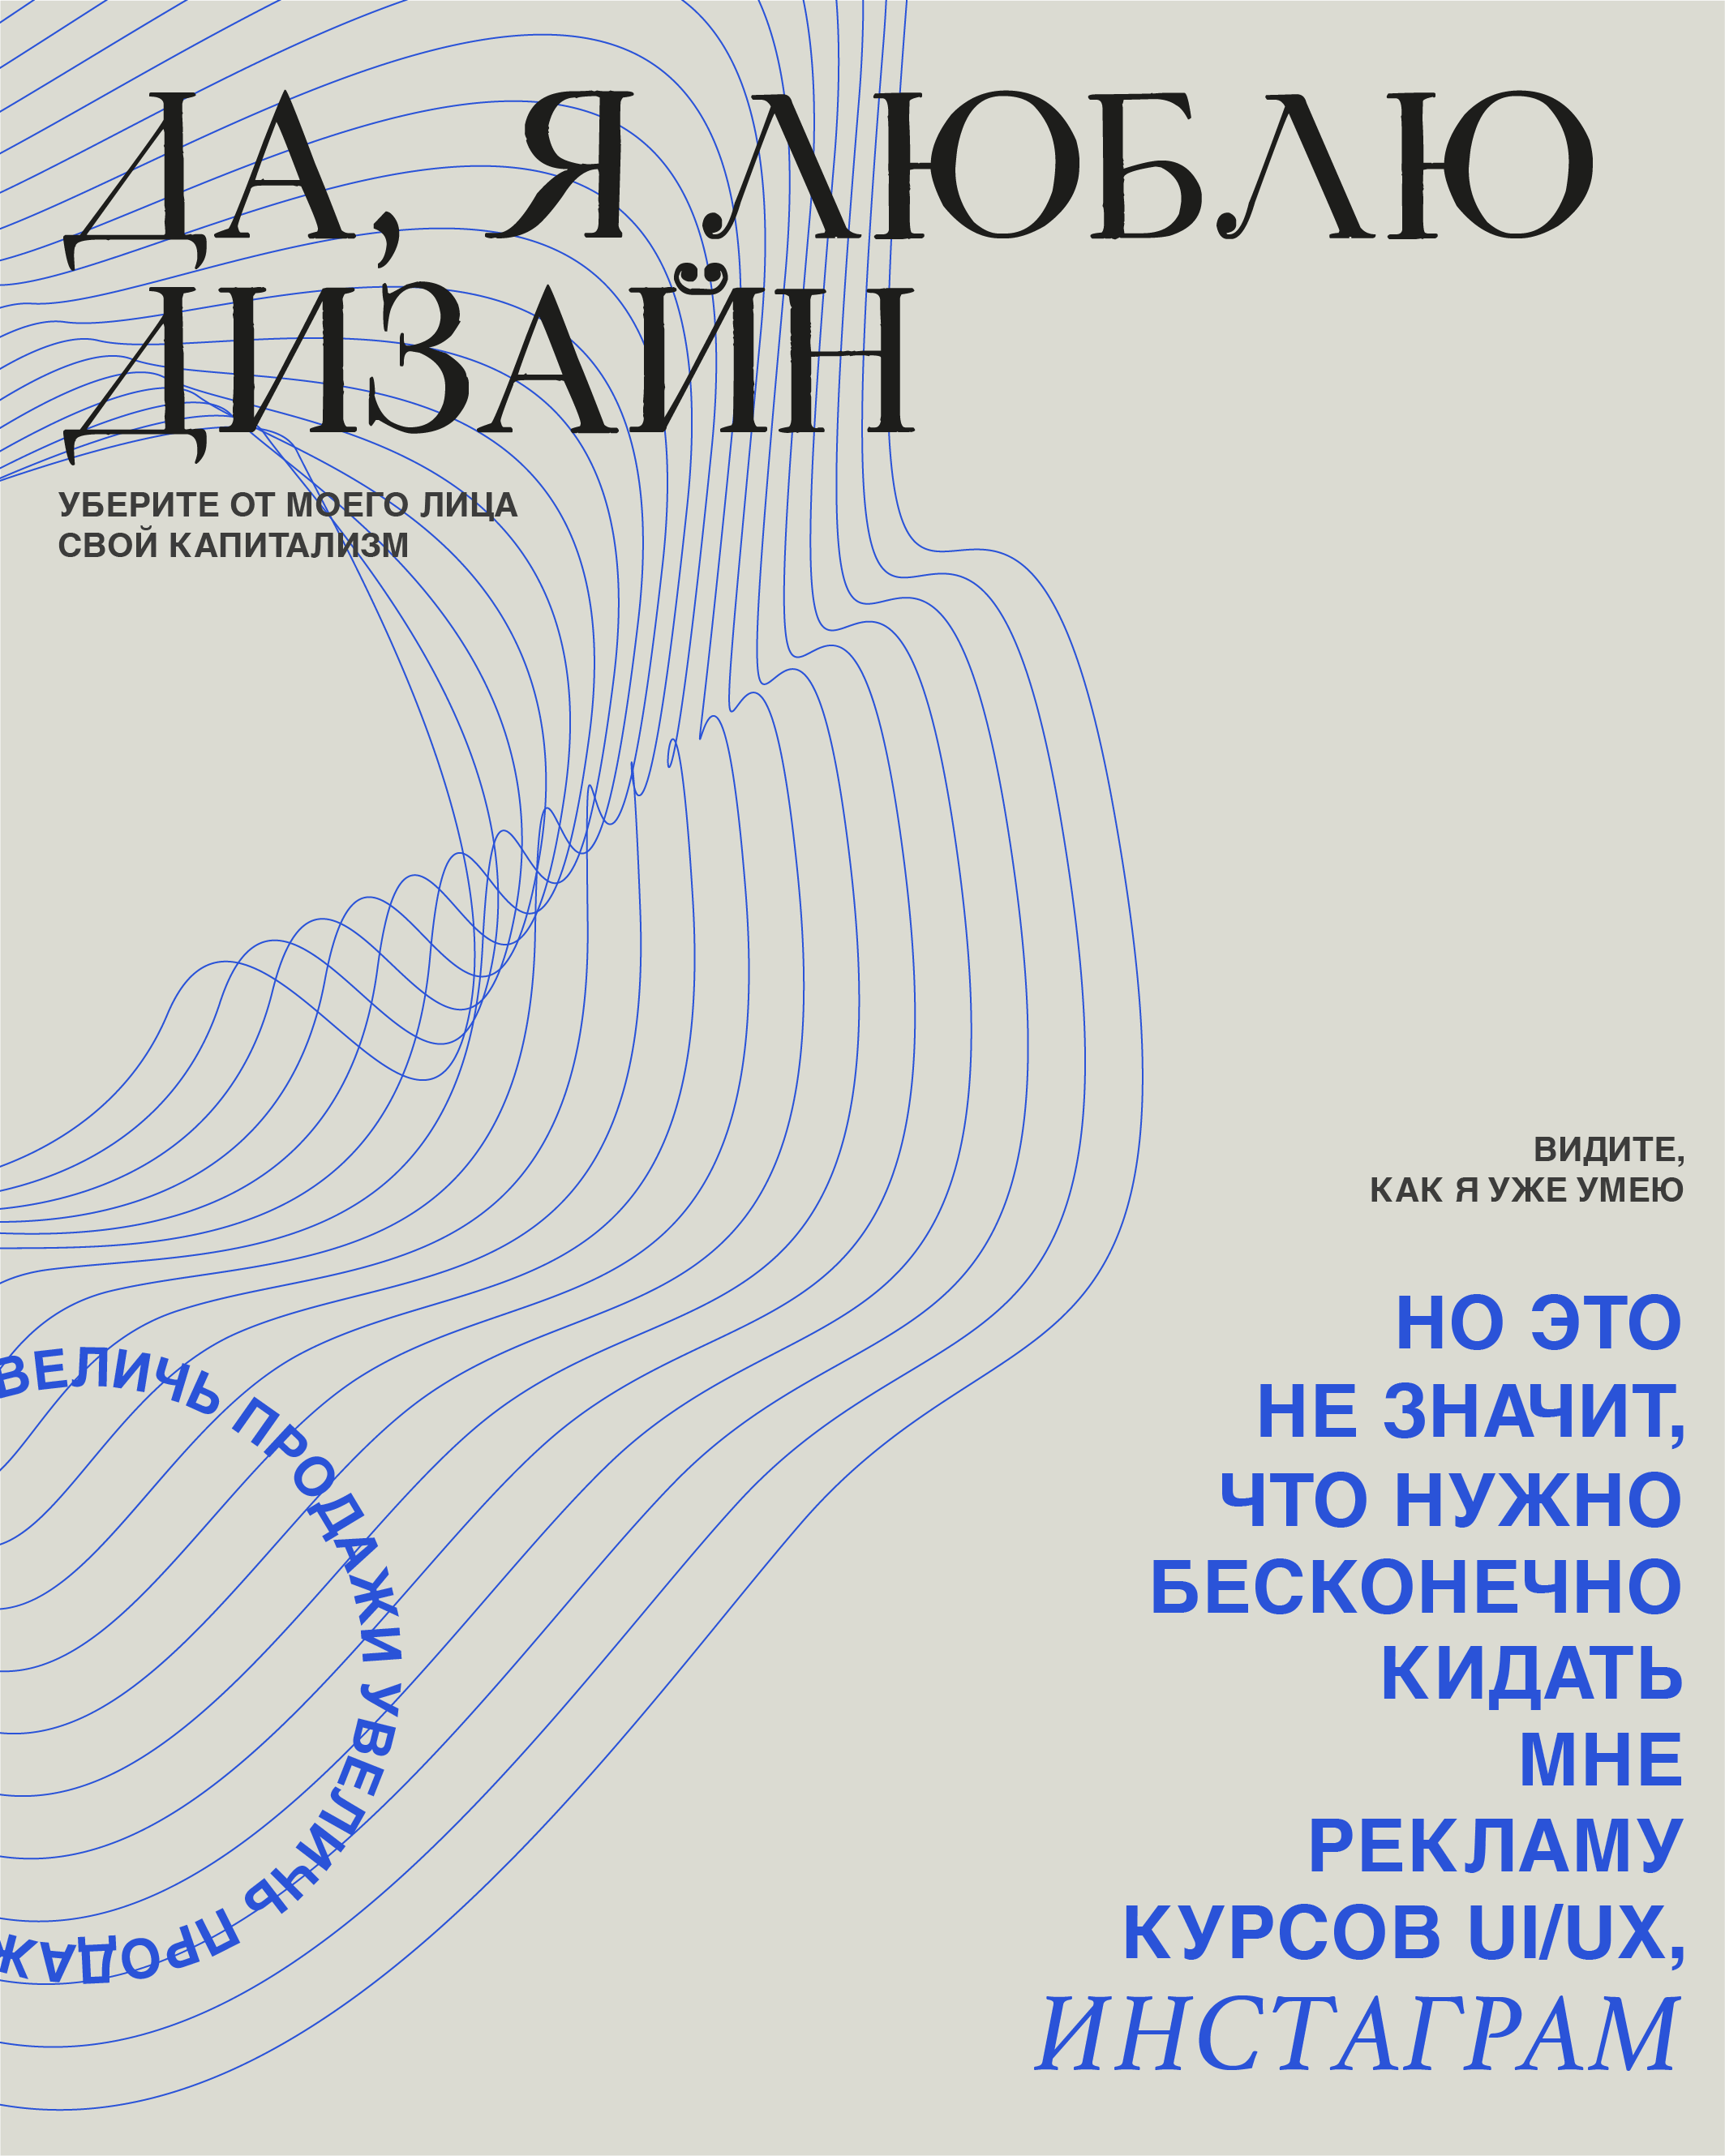 ДА, Я ЛЮБЛЮ
ДИЗАЙН
УБЕРИТЕ ОТ МОЕГО ЛИЦА
СВОЙ КАПИТАЛИЗМ
ВИДИТЕ,
КАК Я УЖЕ УМЕЮ
НО ЭТО
НЕ ЗНАЧИТ,
ЧТО НУЖНО
БЕСКОНЕЧНО
КИДАТЬ
МНЕ
РЕКЛАМУ
КУРСОВ UI/UX,
ИНСТАГРАМ
ВЕЛИЧЬ ПРОДАЖИ УВЕЛИЧЬ ПРОДАЖ